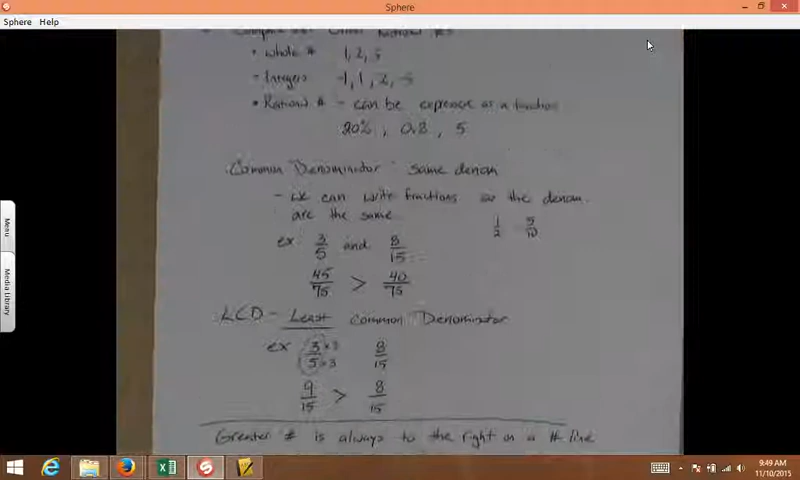 Sphere
Sphere Help
• Whole # 1, 2, 5
• Integers -1, 1, 2, -5
• Rational # - can be expressed as a fraction
20%, 0.8, 5
Common Denominator same denom
- we can write fractions so the denom.
are the same.
1/2 5/10
ex: 3/5 and 8/15
45/75 > 40/75
LCD - Least Common Denominator
ex 3/5 ×3 ×3 8/15
9/15 > 8/15
Greater # is always to the right on a # line
Menu
Media Library
9:49 AM
11/10/2015